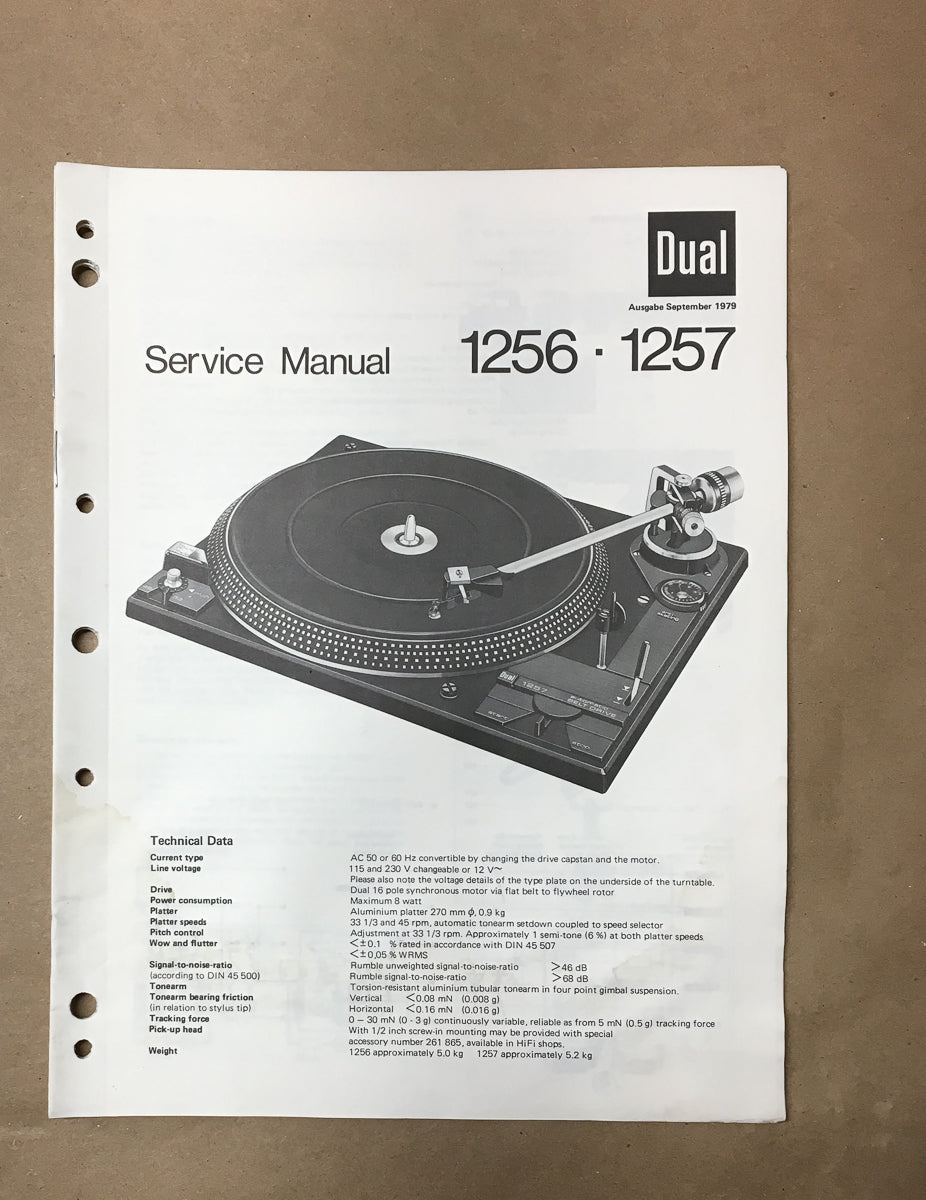 Dual
Ausgabe September 1979
Service Manual 1256 · 1257
Dual 1257 automatic
BELT DRIVE
start
stop
Technical Data
Current type AC 50 or 60 Hz convertible by changing the drive capstan and the motor.
Line voltage 115 and 230 V changeable or 12 V~
Please also note the voltage details of the type plate on the underside of the turntable.
Drive Dual 16 pole synchronous motor via flat belt to flywheel rotor
Power consumption Maximum 8 watt
Platter Aluminium platter 270 mm ϕ, 0.9 kg
Platter speeds 33 1/3 and 45 rpm, automatic tonearm setdown coupled to speed selector
Pitch control Adjustment at 33 1/3 rpm. Approximately 1 semi-tone (6 %) at both platter speeds
Wow and flutter <±0.1 % rated in accordance with DIN 45 507
<±0,05 % WRMS
Signal-to-noise-ratio Rumble unweighted signal-to-noise-ratio >46 dB
(according to DIN 45 500) Rumble signal-to-noise-ratio >68 dB
Tonearm Torsion-resistant aluminium tubular tonearm in four point gimbal suspension.
Tonearm bearing friction Vertical <0.08 mN (0.008 g)
(in relation to stylus tip) Horizontal <0.16 mN (0.016 g)
Tracking force 0 – 30 mN (0 - 3 g) continuously variable, reliable as from 5 mN (0.5 g) tracking force
Pick-up head With 1/2 inch screw-in mounting may be provided with special
accessory number 261 865, available in HiFi shops.
Weight 1256 approximately 5.0 kg 1257 approximately 5.2 kg